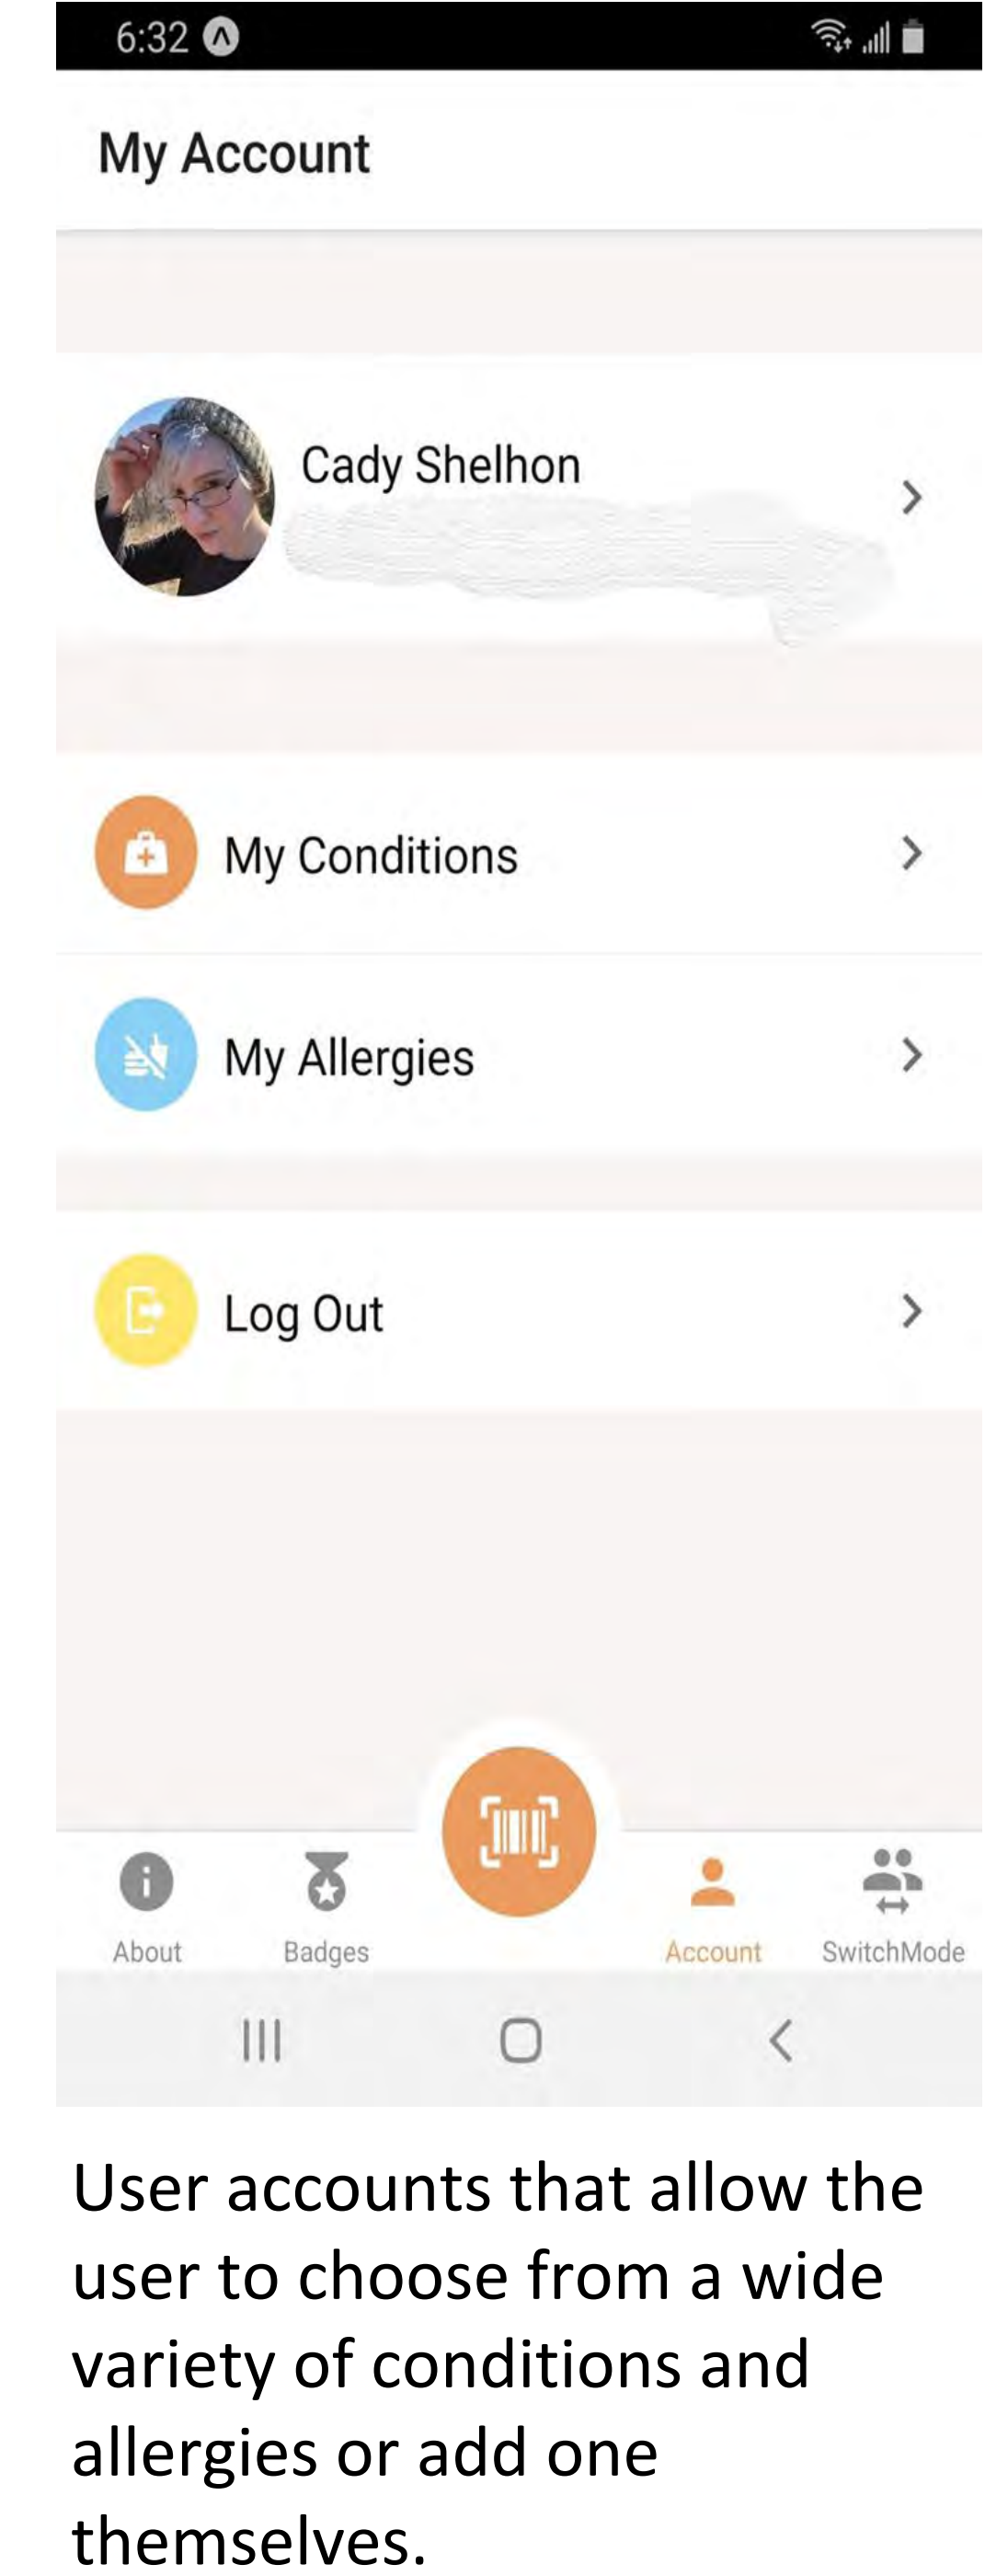 6:32
My Account
Cady Shelhon
My Conditions
My Allergies
Log Out
About
Badges
Account
SwitchMode
User accounts that allow the
user to choose from a wide
variety of conditions and
allergies or add one
themselves.